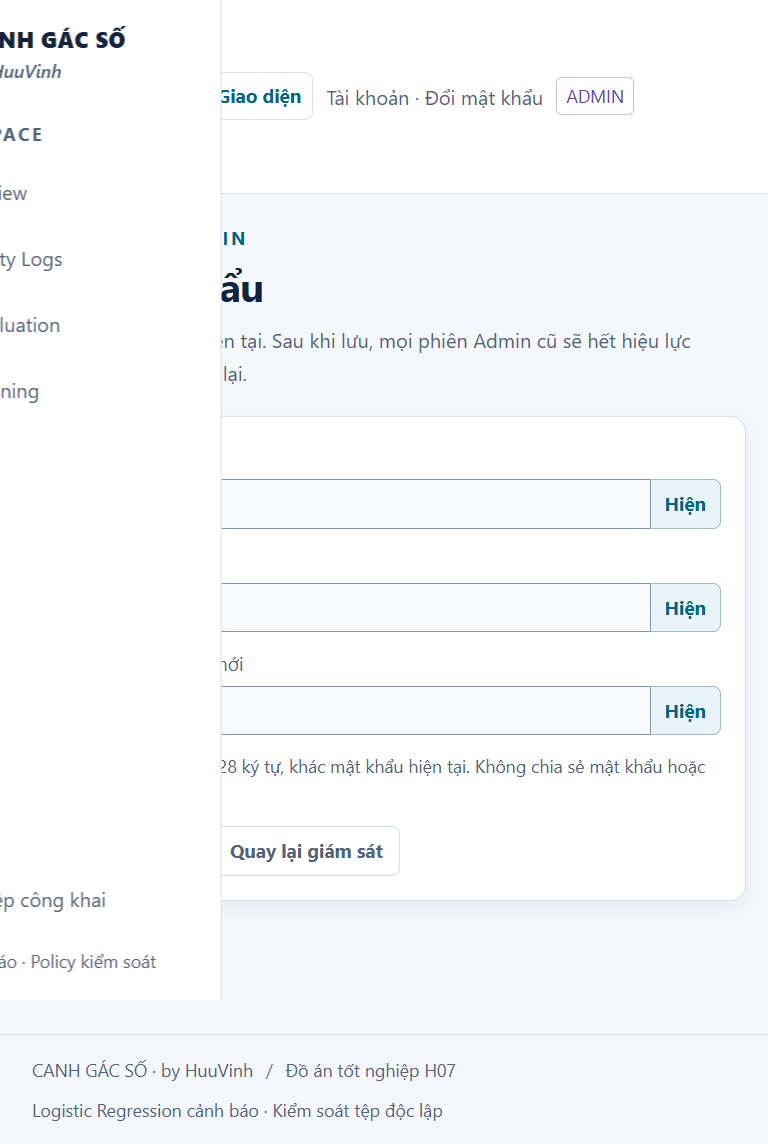 NH GÁC SỐ
HuuVinh
PACE
iew
ty Logs
luation
ning
ép công khai
áo · Policy kiểm soát
Giao diện
Tài khoản · Đổi mật khẩu
ADMIN
IN
ẩu
ện tại. Sau khi lưu, mọi phiên Admin cũ sẽ hết hiệu lực
lại.
Hiện
Hiện
mới
Hiện
28 ký tự, khác mật khẩu hiện tại. Không chia sẻ mật khẩu hoặc
Quay lại giám sát
CANH GÁC SỐ · by HuuVinh / Đồ án tốt nghiệp H07
Logistic Regression cảnh báo · Kiểm soát tệp độc lập